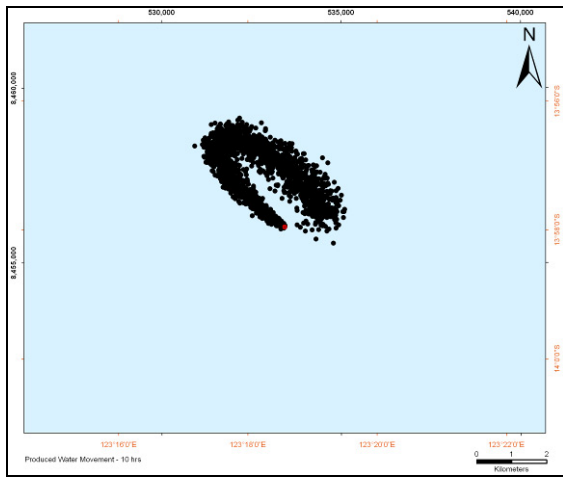 530,000
535,000
540,000
N
8,460,000
13°56'0"S
13°58'0"S
8,455,000
14°0'0"S
123°16'0"E
123°18'0"E
123°20'0"E
123°22'0"E
Produced Water Movement - 10 hrs
0 1 2
Kilometers